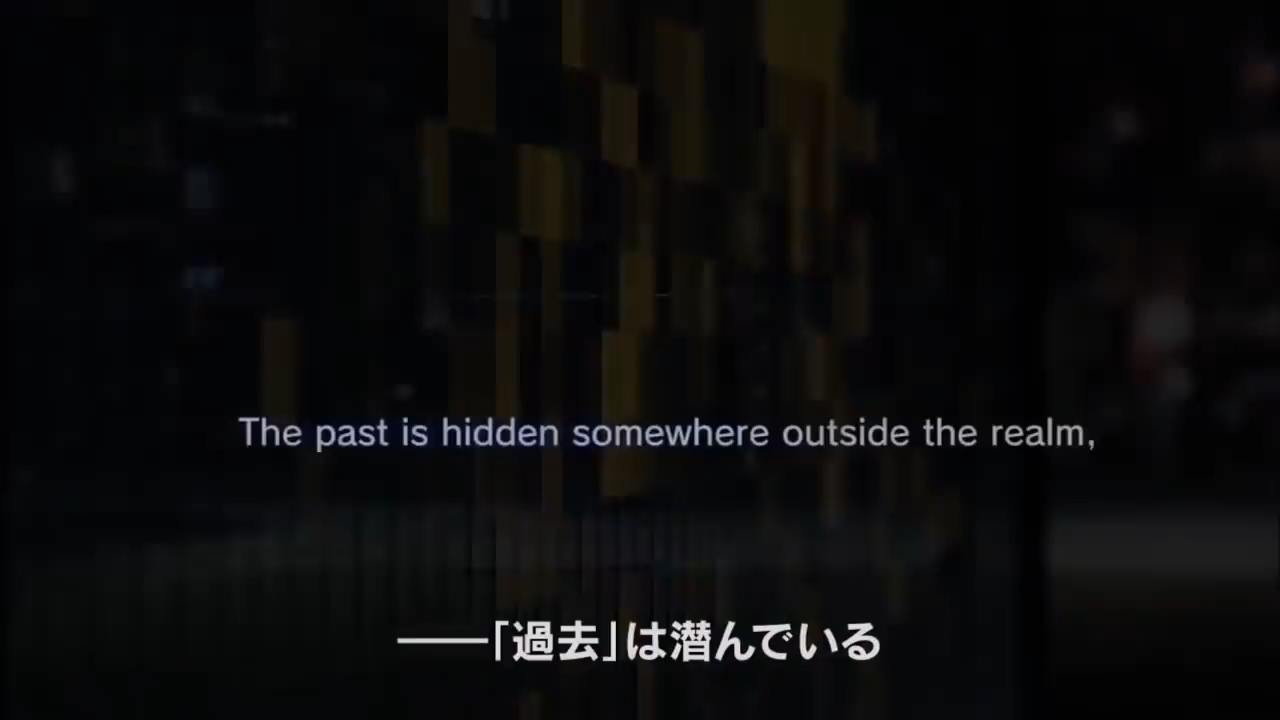 The past is hidden somewhere outside the realm,
――「過去」は潜んでいる